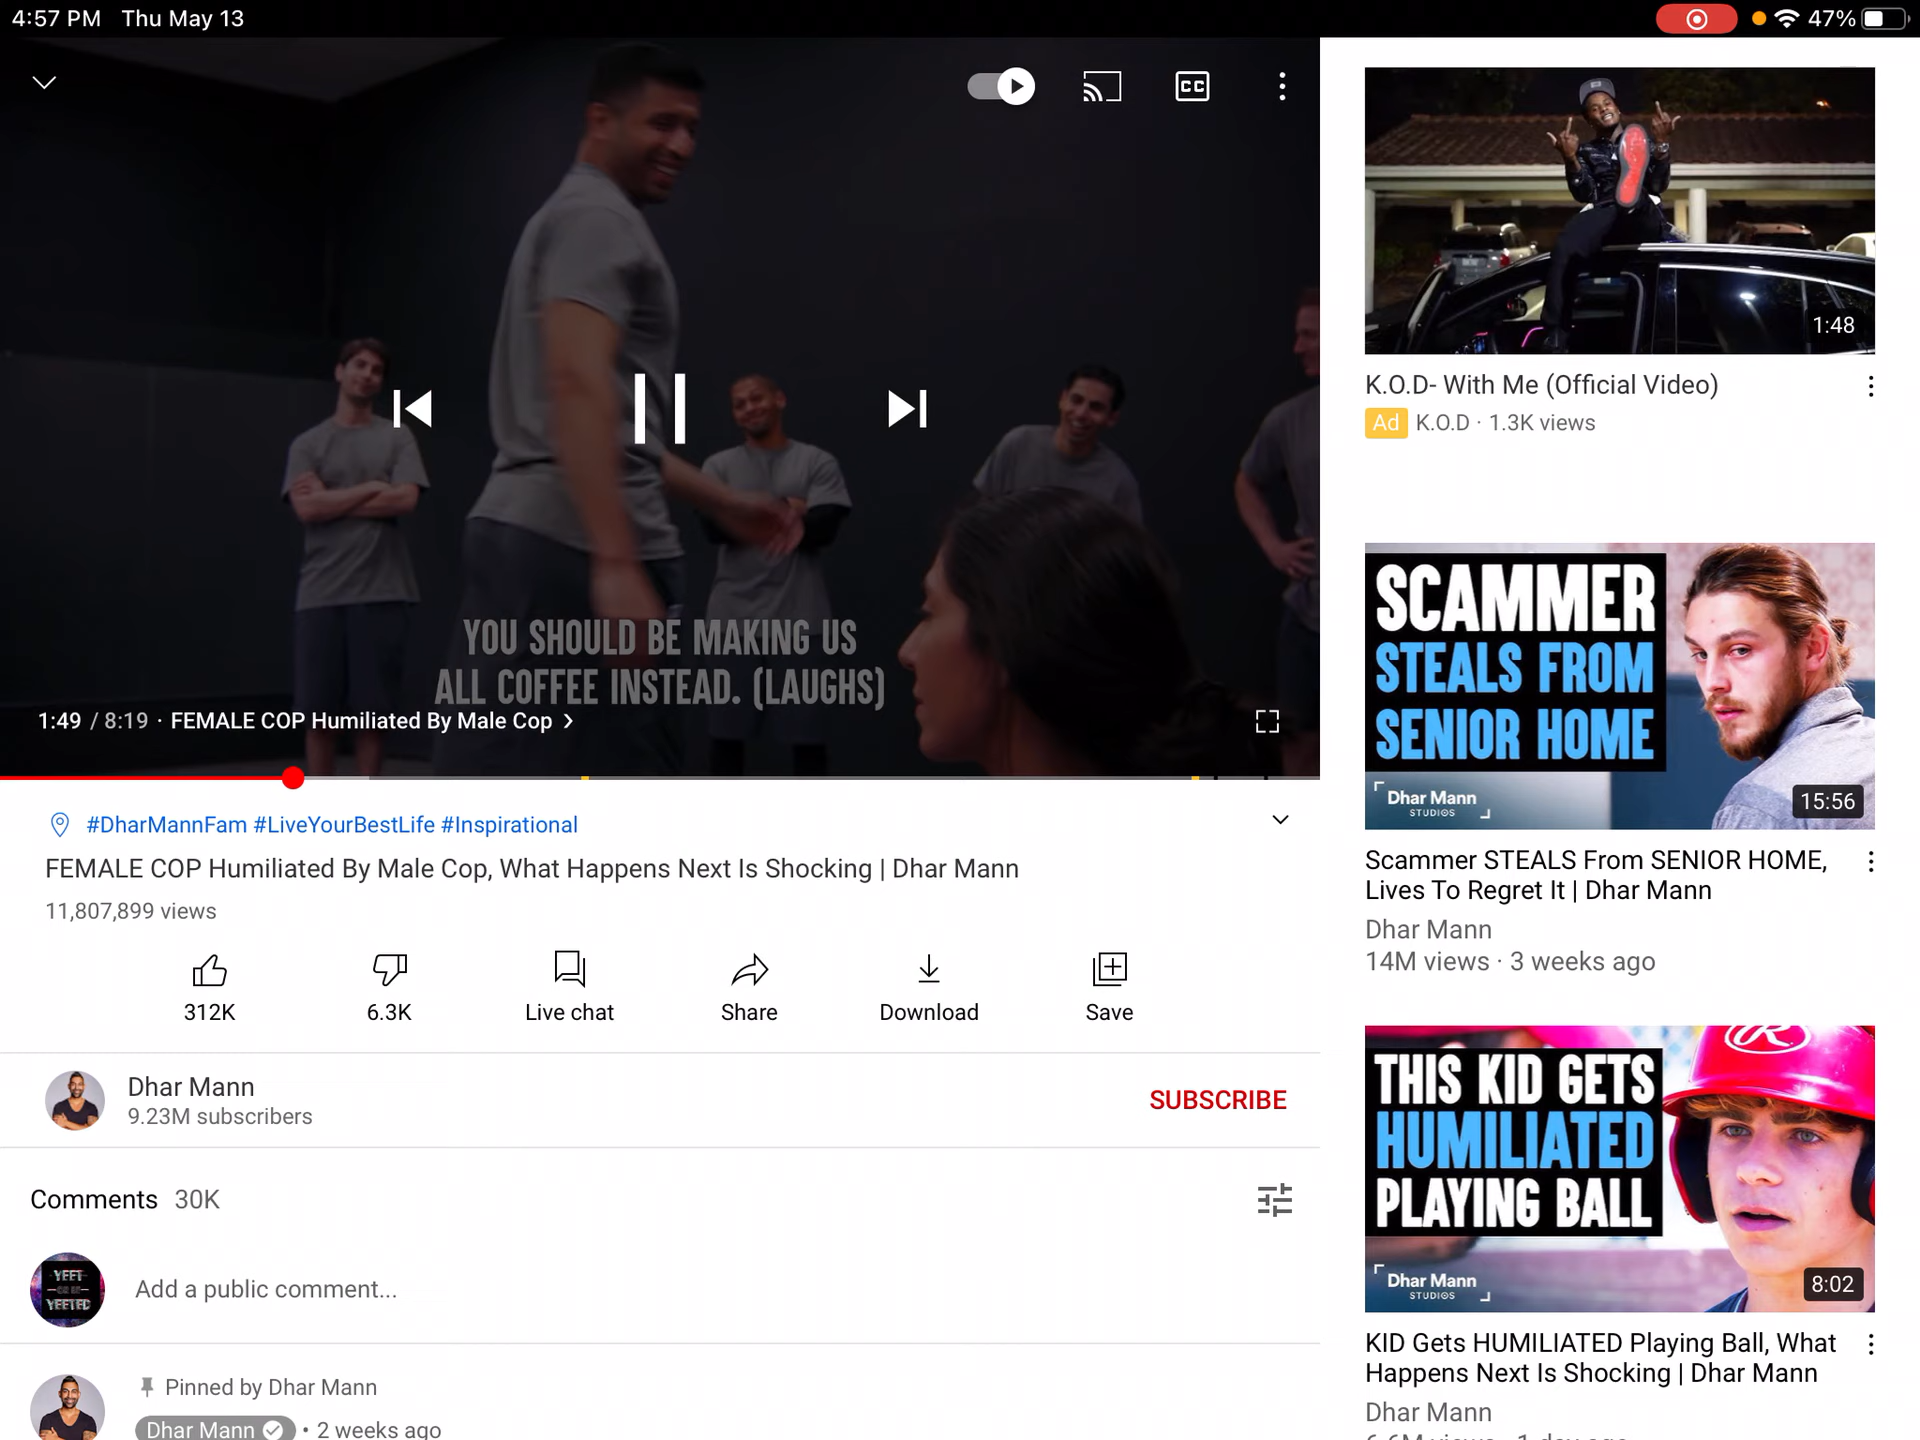 4:57 PM Thu May 13
47%
CC
YOU SHOULD BE MAKING US
ALL COFFEE INSTEAD. (LAUGHS)
1:49 / 8:19 · FEMALE COP Humiliated By Male Cop
#DharMannFam #LiveYourBestLife #Inspirational
FEMALE COP Humiliated By Male Cop, What Happens Next Is Shocking | Dhar Mann
11,807,899 views
312K 6.3K Live chat Share Download Save
Dhar Mann
9.23M subscribers
SUBSCRIBE
Comments 30K
YEET
OR BE
YEETED
Add a public comment...
Pinned by Dhar Mann
Dhar Mann • 2 weeks ago
1:48
K.O.D- With Me (Official Video)
Ad K.O.D · 1.3K views
SCAMMER
STEALS FROM
SENIOR HOME
Dhar Mann
STUDIOS
15:56
Scammer STEALS From SENIOR HOME,
Lives To Regret It | Dhar Mann
Dhar Mann
14M views · 3 weeks ago
R
THIS KID GETS
HUMILIATED
PLAYING BALL
Dhar Mann
STUDIOS
8:02
KID Gets HUMILIATED Playing Ball, What
Happens Next Is Shocking | Dhar Mann
Dhar Mann